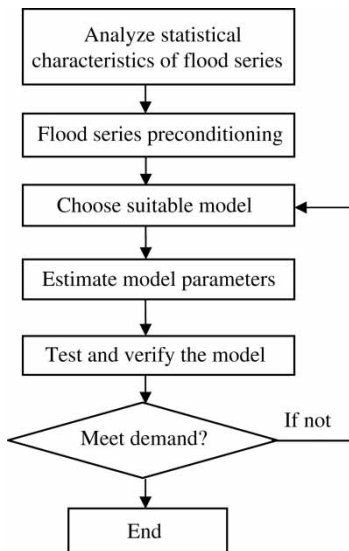 Analyze statistical
characteristics of flood series
Flood series preconditioning
Choose suitable model
Estimate model parameters
Test and verify the model
Meet demand?
If not
End